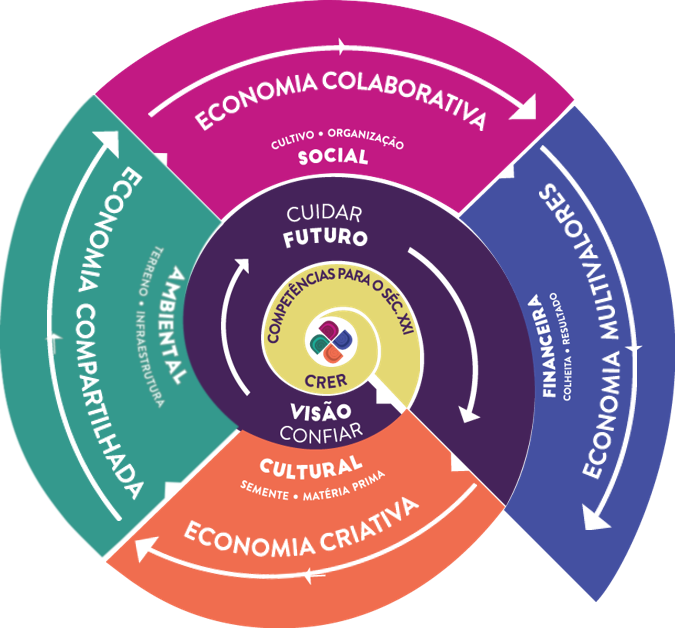 ECONOMIA COLABORATIVA
CULTIVO • ORGANIZAÇÃO
SOCIAL
ECONOMIA MULTIVALORES
FINANCEIRA
COLHEITA • RESULTADO
CUIDAR
FUTURO
COMPETÊNCIAS PARA O SÉC. XXI
CRER
VISÃO
CONFIAR
ECONOMIA COMPARTILHADA
AMBIENTAL
TERRENO • INFRAESTRUTURA
CULTURAL
SEMENTE • MATÉRIA PRIMA
ECONOMIA CRIATIVA